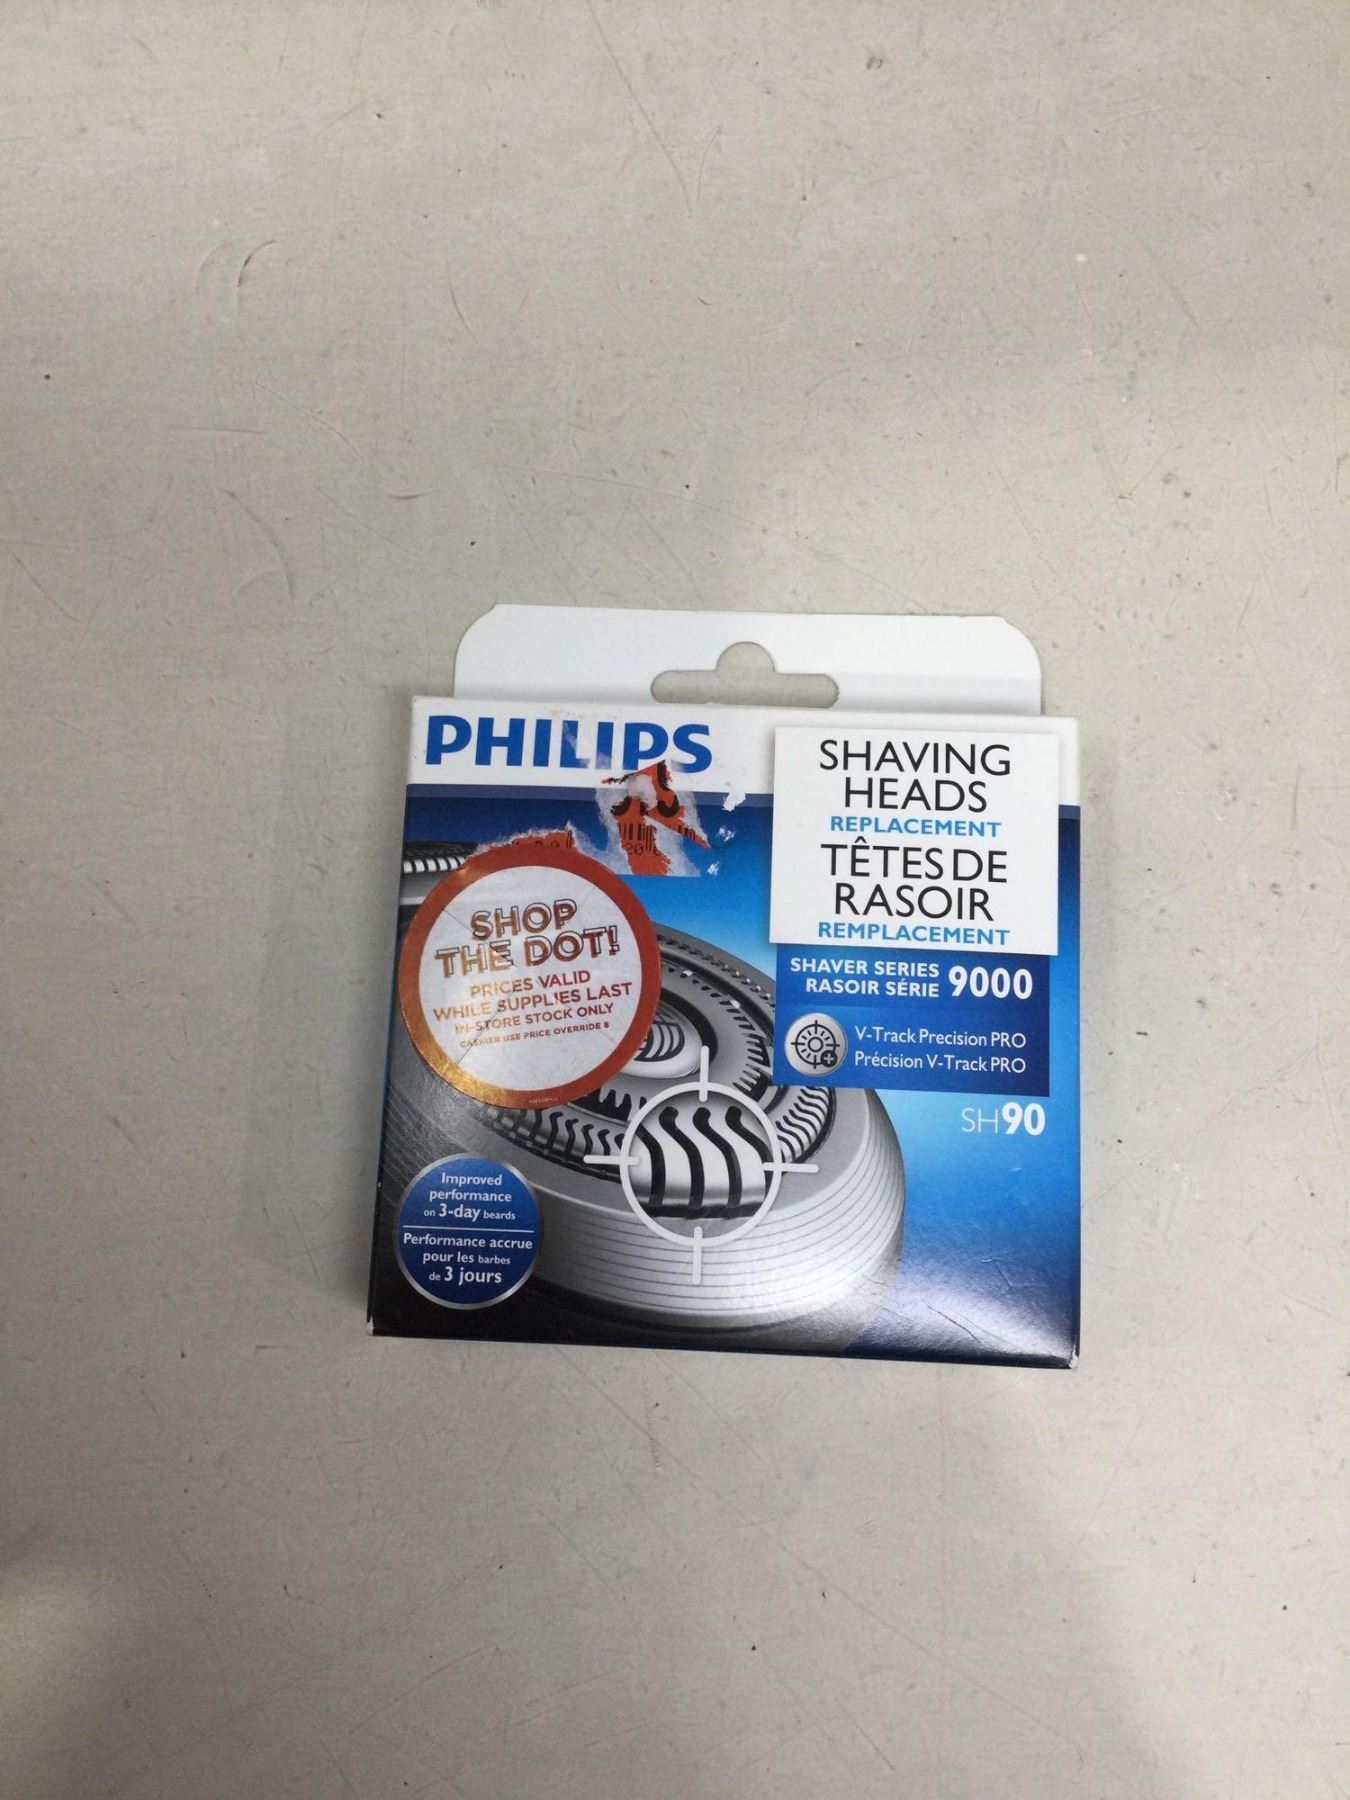 PHILIPS
SHAVING
HEADS
REPLACEMENT
TÊTES DE
RASOIR
REMPLACEMENT
SHAVER SERIES
RASOIR SÉRIE 9000
V-Track Precision PRO
Précision V-Track PRO
SH90
SHOP
THE DOT!
PRICES VALID
WHILE SUPPLIES LAST
IN-STORE STOCK ONLY
CASHIER USE PRICE OVERRIDE 8
Improved
performance
on 3-day beards
Performance accrue
pour les barbes
de 3 jours